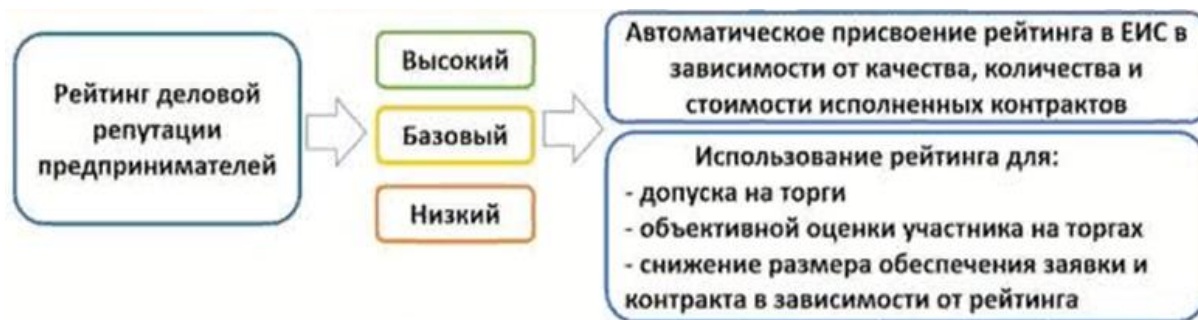 Рейтинг деловой
репутации
предпринимателей
Высокий
Базовый
Низкий
Автоматическое присвоение рейтинга в ЕИС в
зависимости от качества, количества и
стоимости исполненных контрактов
Использование рейтинга для:
- допуска на торги
- объективной оценки участника на торгах
- снижение размера обеспечения заявки и
контракта в зависимости от рейтинга